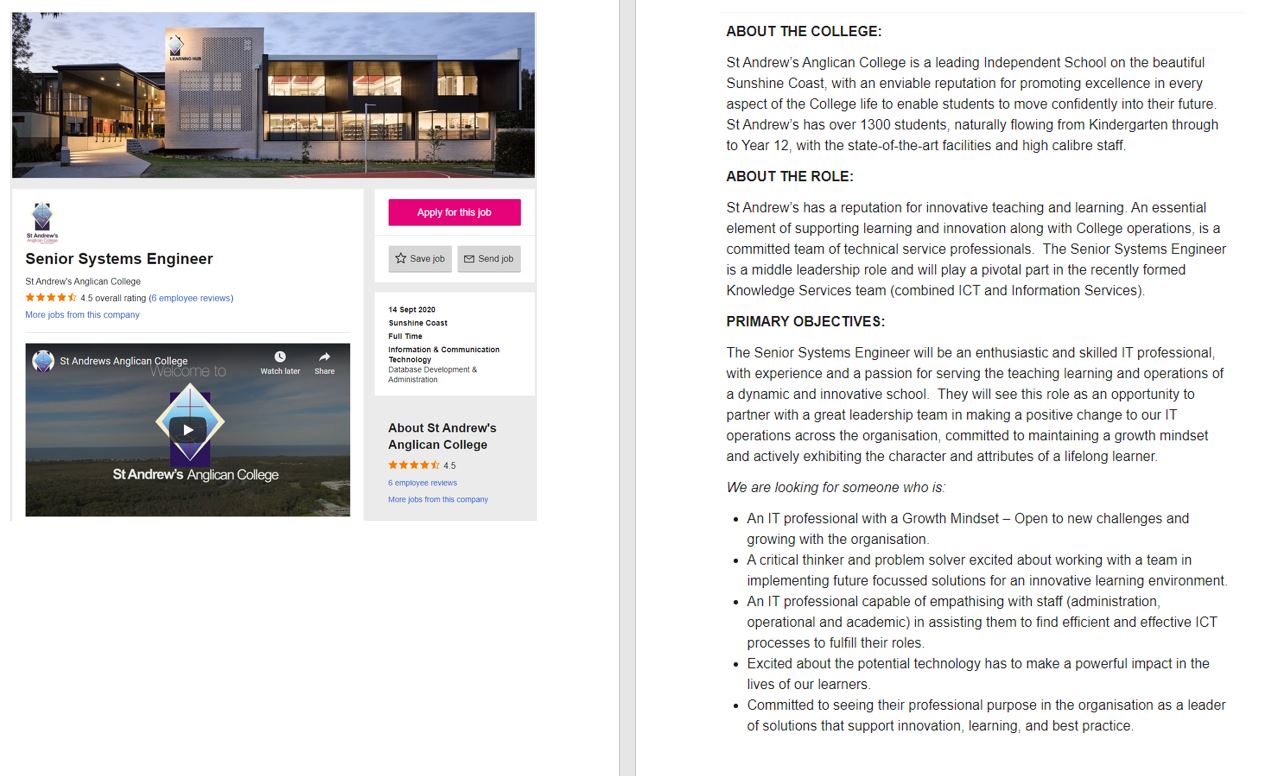 LEARNING HUB
St Andrew's
Anglican College
Senior Systems Engineer
St Andrew's Anglican College
4.5 overall rating (6 employee reviews)
More jobs from this company
St Andrews Anglican College
Watch later
Share
Welcome to
St Andrew's Anglican College
Apply for this job
Save job
Send job
14 Sept 2020
Sunshine Coast
Full Time
Information & Communication
Technology
Database Development &
Administration
About St Andrew's
Anglican College
4.5
6 employee reviews
More jobs from this company
ABOUT THE COLLEGE:
St Andrew’s Anglican College is a leading Independent School on the beautiful
Sunshine Coast, with an enviable reputation for promoting excellence in every
aspect of the College life to enable students to move confidently into their future.
St Andrew’s has over 1300 students, naturally flowing from Kindergarten through
to Year 12, with the state-of-the-art facilities and high calibre staff.
ABOUT THE ROLE:
St Andrew’s has a reputation for innovative teaching and learning. An essential
element of supporting learning and innovation along with College operations, is a
committed team of technical service professionals.  The Senior Systems Engineer
is a middle leadership role and will play a pivotal part in the recently formed
Knowledge Services team (combined ICT and Information Services).
PRIMARY OBJECTIVES:
The Senior Systems Engineer will be an enthusiastic and skilled IT professional,
with experience and a passion for serving the teaching learning and operations of
a dynamic and innovative school.  They will see this role as an opportunity to
partner with a great leadership team in making a positive change to our IT
operations across the organisation, committed to maintaining a growth mindset
and actively exhibiting the character and attributes of a lifelong learner.
We are looking for someone who is:
• An IT professional with a Growth Mindset – Open to new challenges and
growing with the organisation.
• A critical thinker and problem solver excited about working with a team in
implementing future focussed solutions for an innovative learning environment.
• An IT professional capable of empathising with staff (administration,
operational and academic) in assisting them to find efficient and effective ICT
processes to fulfill their roles.
• Excited about the potential technology has to make a powerful impact in the
lives of our learners.
• Committed to seeing their professional purpose in the organisation as a leader
of solutions that support innovation, learning, and best practice.